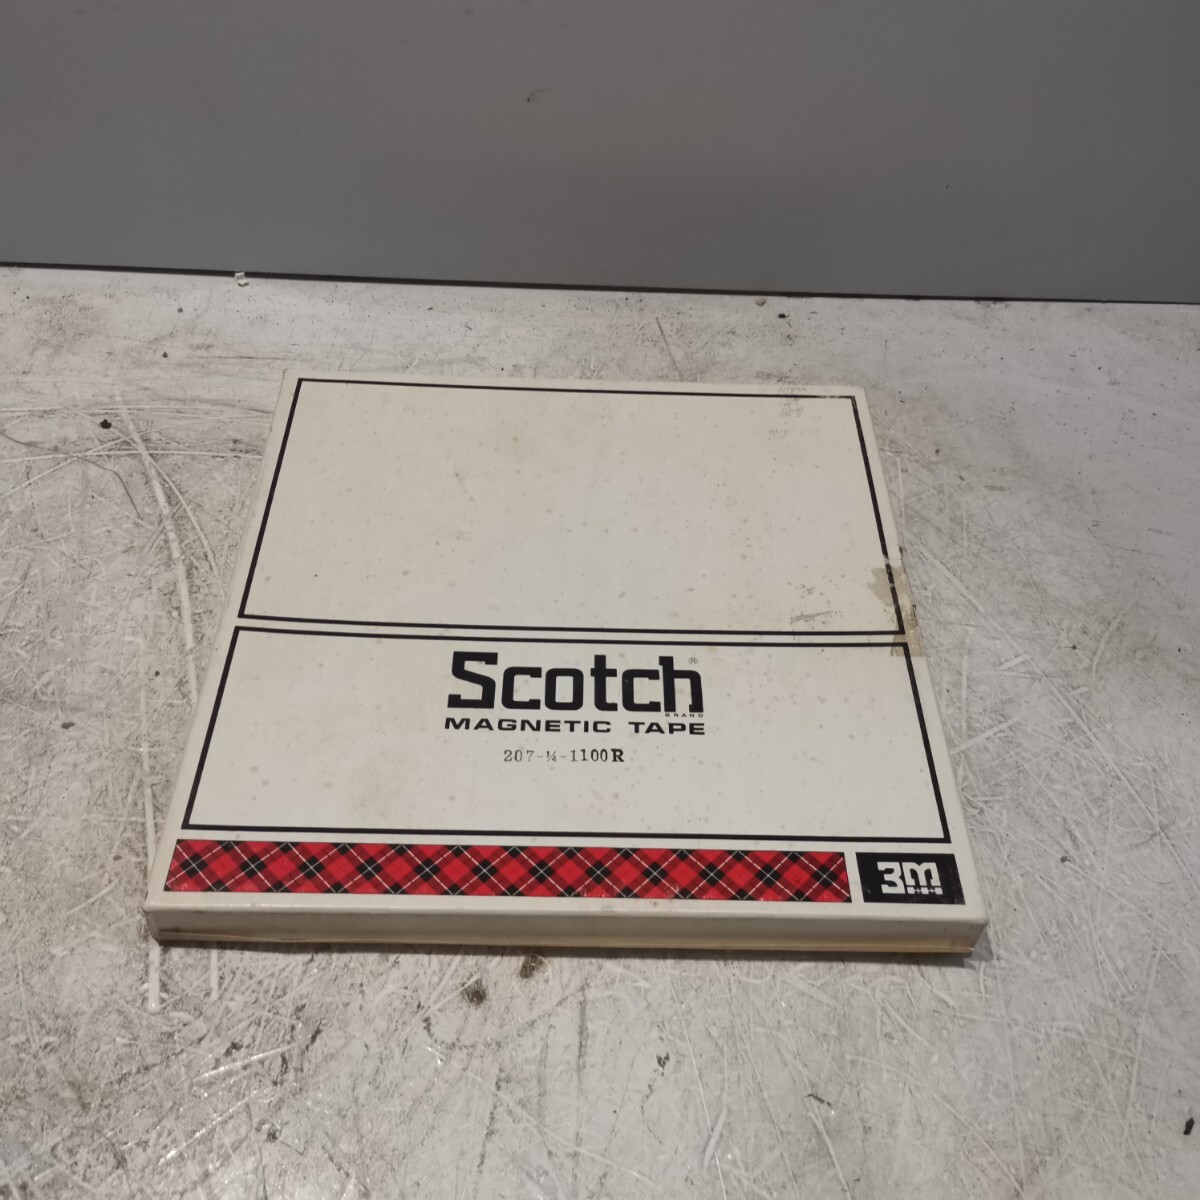 Scotch®
BRAND
MAGNETIC TAPE
207-¼-1100R
3M